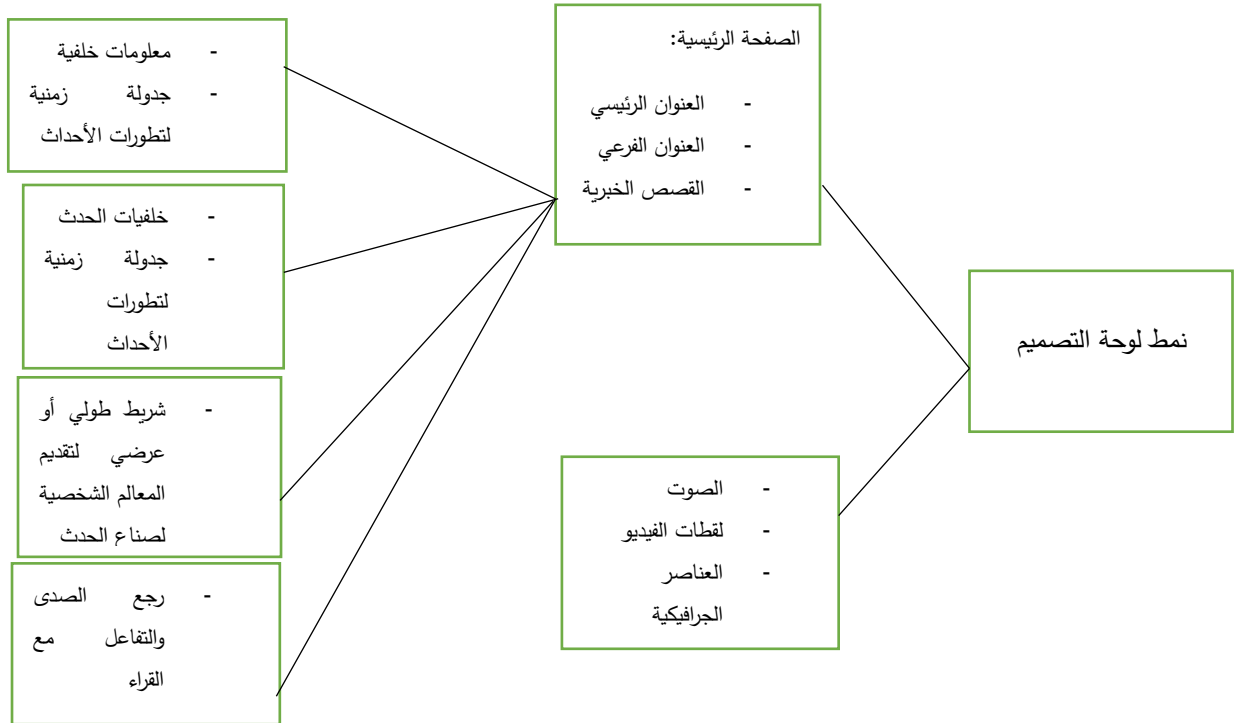 نمط لوحة التصميم
الصفحة الرئيسية:
- العنوان الرئيسي
- العنوان الفرعي
- القصص الخبرية
- الصوت
- لقطات الفيديو
- العناصر
الجرافيكية
- معلومات خلفية
- جدولة زمنية
لتطورات الأحداث
- خلفيات الحدث
- جدولة زمنية
لتطورات
الأحداث
- شريط طولي أو
عرضي لتقديم
المعالم الشخصية
لصناع الحدث
- رجع الصدى
والتفاعل مع
القراء